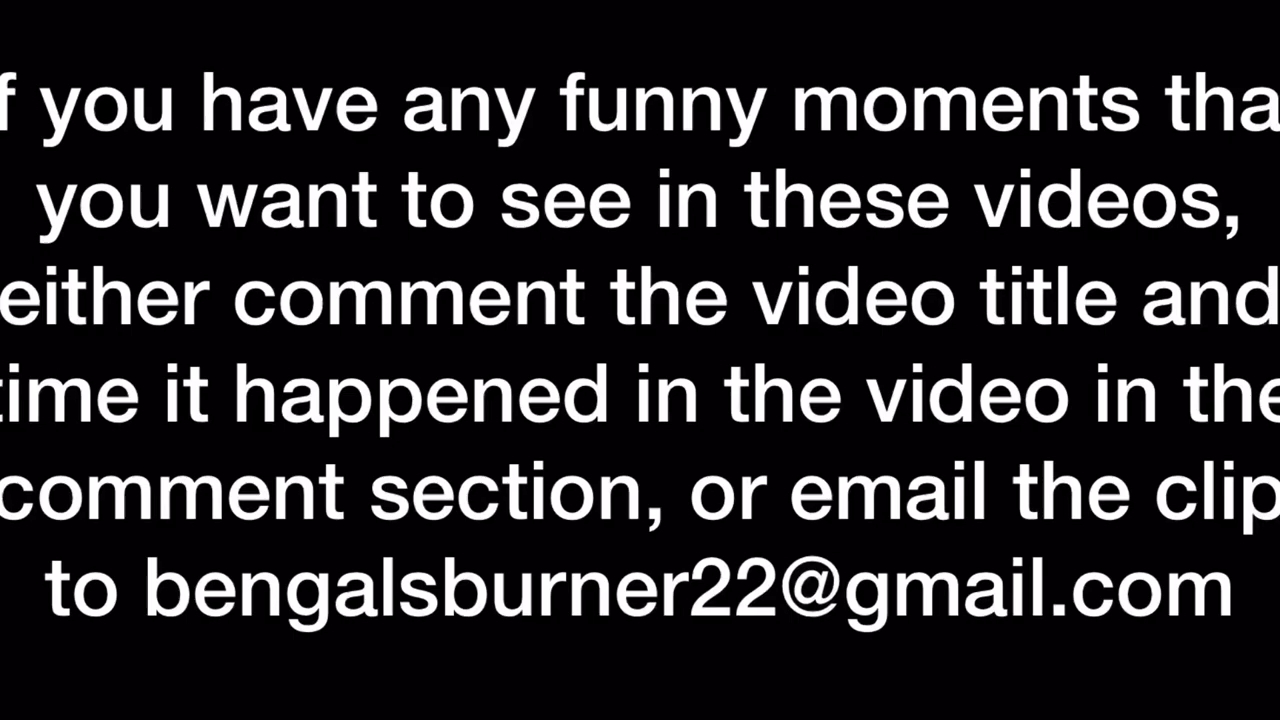 f you have any funny moments tha
you want to see in these videos,
either comment the video title and
time it happened in the video in the
comment section, or email the clip
to bengalsburner22@gmail.com